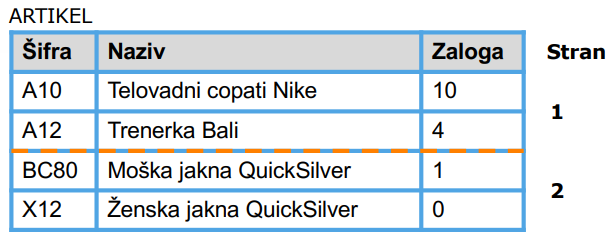 ARTIKEL
Šifra Naziv Zaloga Stran
A10 Telovadni copati Nike 10
1
A12 Trenerka Bali 4
BC80 Moška jakna QuickSilver 1
2
X12 Ženska jakna QuickSilver 0